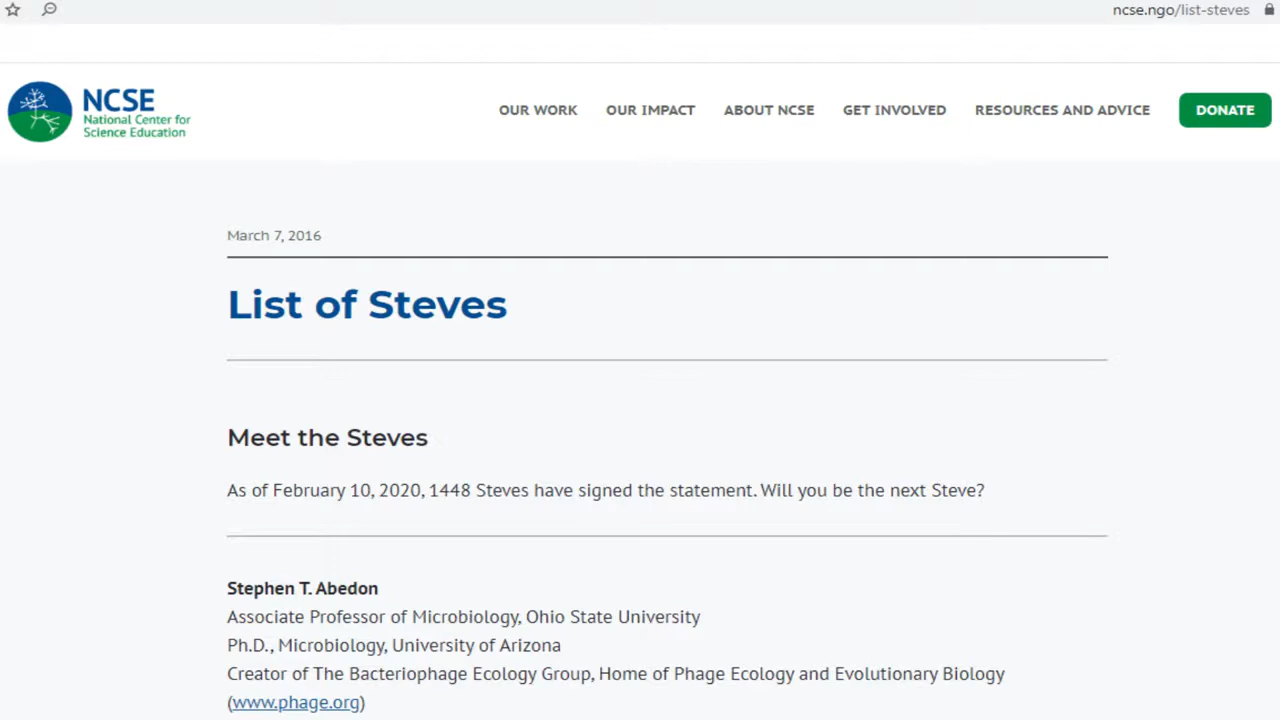 ncse.ngo/list-steves
NCSE
National Center for
Science Education
OUR WORK
OUR IMPACT
ABOUT NCSE
GET INVOLVED
RESOURCES AND ADVICE
DONATE
March 7, 2016
List of Steves
Meet the Steves
As of February 10, 2020, 1448 Steves have signed the statement. Will you be the next Steve?
Stephen T. Abedon
Associate Professor of Microbiology, Ohio State University
Ph.D., Microbiology, University of Arizona
Creator of The Bacteriophage Ecology Group, Home of Phage Ecology and Evolutionary Biology
(www.phage.org)